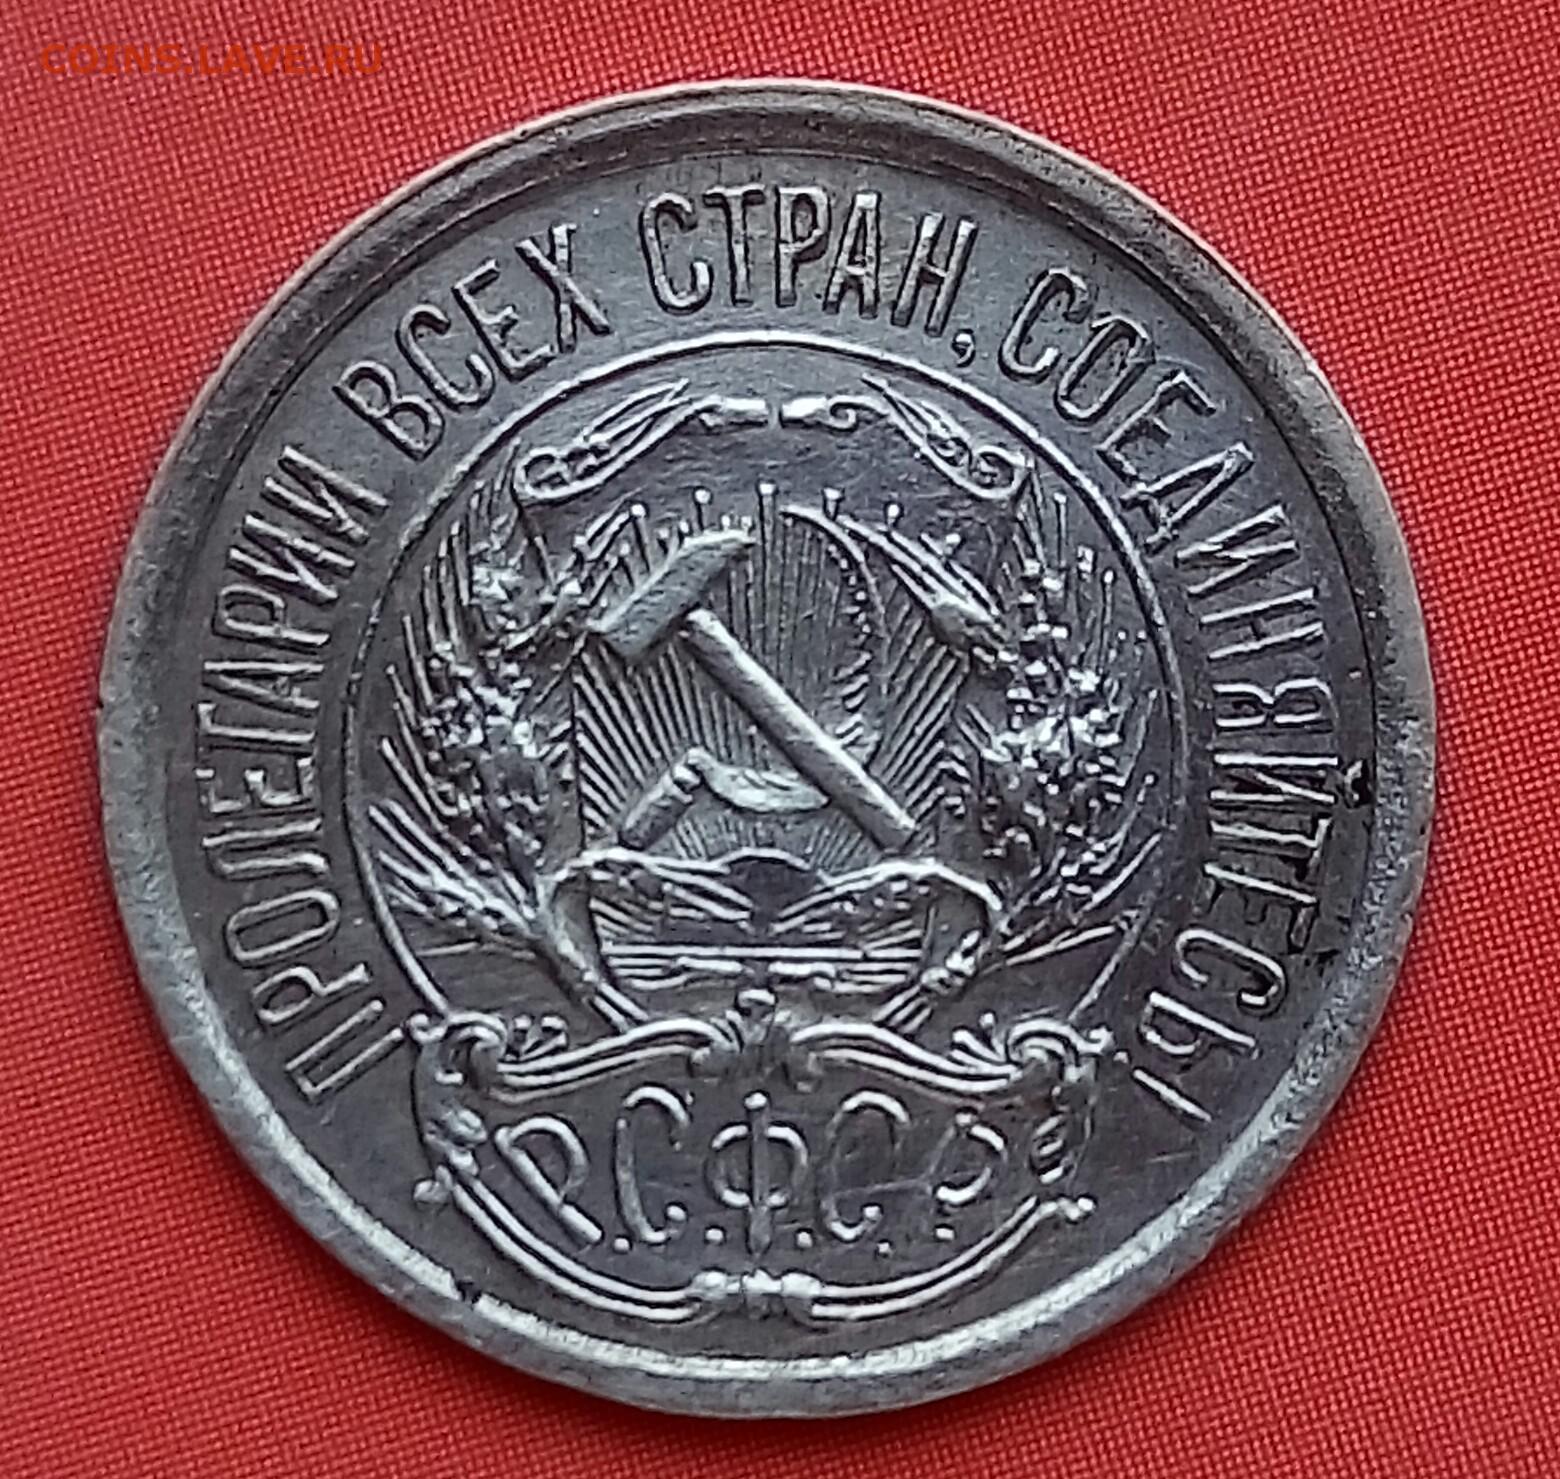 COINS.LAVE.RU
ПРОЛЕТАРИИ ВСЕХ СТРАН, СОЕДИНЯЙТЕСЬ!
Р.С.Ф.С.Р.